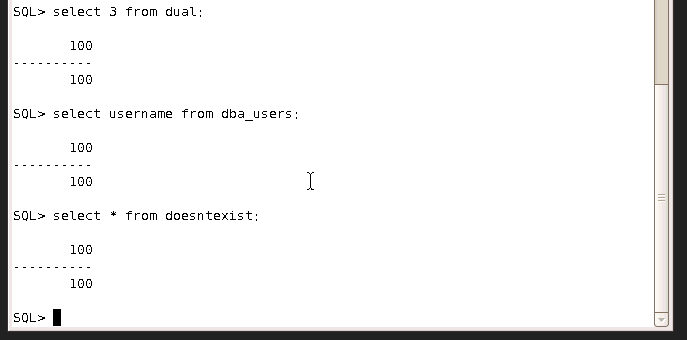 SQL> select 3 from dual;
100
----------
100
SQL> select username from dba_users;
100
----------
100
SQL> select * from doesntexist;
100
----------
100
SQL>